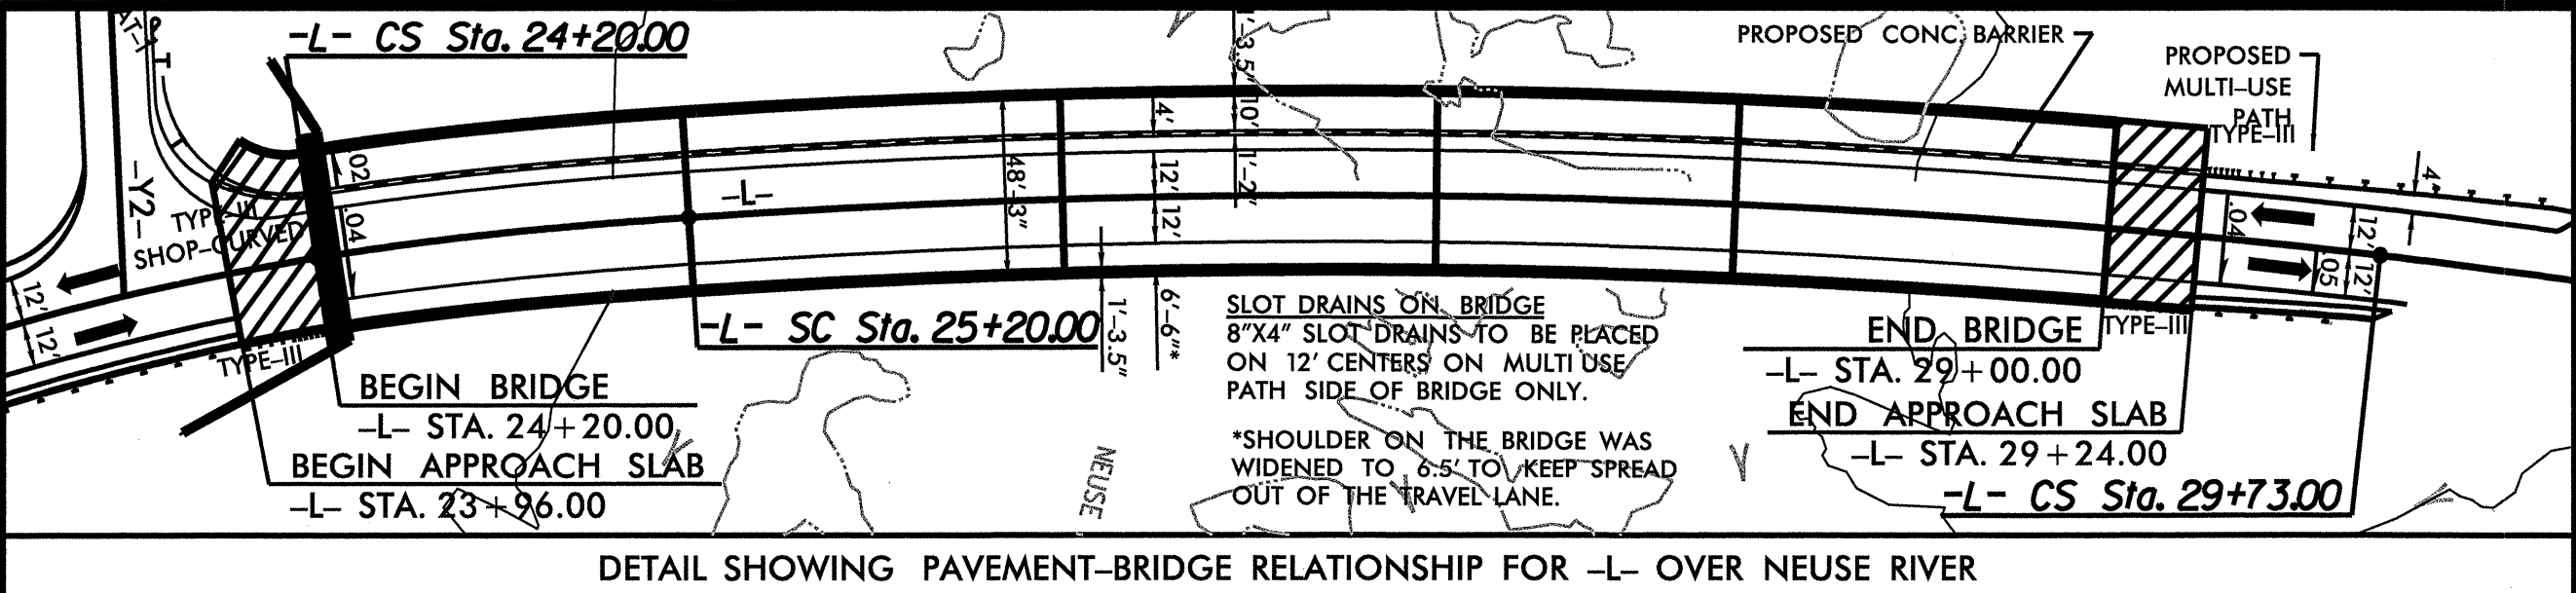 -L- CS Sta. 24+20.00
PROPOSED CONC. BARRIER
PROPOSED
MULTI-USE
PATH
TYPE-III
1'-3.5"
10'
4'
1'-2"
12'
12'
48'-3"
.02
.04
-Y2-
-L-
TYPE-III
SHOP-CURVED
12'
12'
TYPE-III
4'
.04
12'
12'
.05
TYPE-III
-L- SC Sta. 25+20.00
1'-3.5"
6'-6"*
BEGIN BRIDGE
-L- STA. 24+20.00
BEGIN APPROACH SLAB
-L- STA. 23+96.00
NEUSE
SLOT DRAINS ON BRIDGE
8"X4" SLOT DRAINS TO BE PLACED
ON 12' CENTERS ON MULTI USE
PATH SIDE OF BRIDGE ONLY.
*SHOULDER ON THE BRIDGE WAS
WIDENED TO 6.5' TO KEEP SPREAD
OUT OF THE TRAVEL LANE.
END BRIDGE
-L- STA. 29+00.00
END APPROACH SLAB
-L- STA. 29+24.00
-L- CS Sta. 29+73.00
DETAIL SHOWING PAVEMENT-BRIDGE RELATIONSHIP FOR -L- OVER NEUSE RIVER